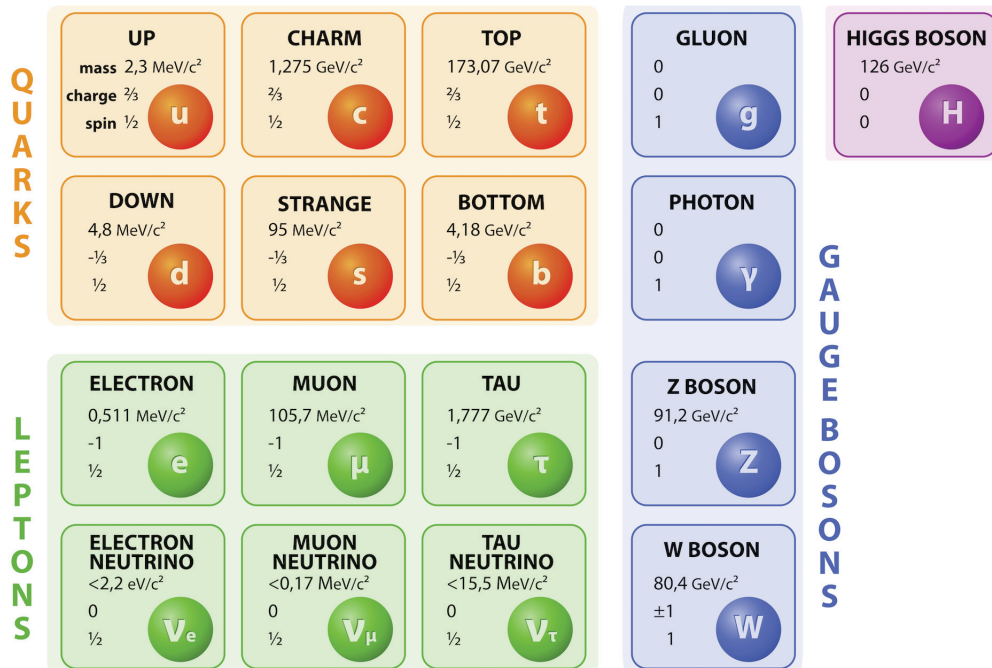 QUARKS
UP
mass 2,3 MeV/c²
charge ⅔
spin ½
u
CHARM
1,275 GeV/c²
⅔
½
c
TOP
173,07 GeV/c²
⅔
½
t
DOWN
4,8 MeV/c²
-⅓
½
d
STRANGE
95 MeV/c²
-⅓
½
s
BOTTOM
4,18 GeV/c²
-⅓
½
b
LEPTONS
ELECTRON
0,511 MeV/c²
-1
½
e
MUON
105,7 MeV/c²
-1
½
μ
TAU
1,777 GeV/c²
-1
½
τ
ELECTRON
NEUTRINO
<2,2 eV/c²
0
½
νe
MUON
NEUTRINO
<0,17 MeV/c²
0
½
νμ
TAU
NEUTRINO
<15,5 MeV/c²
0
½
ντ
GLUON
0
0
1
g
PHOTON
0
0
1
γ
Z BOSON
91,2 GeV/c²
0
1
Z
W BOSON
80,4 GeV/c²
±1
1
W
GAUGE BOSONS
HIGGS BOSON
126 GeV/c²
0
0
H